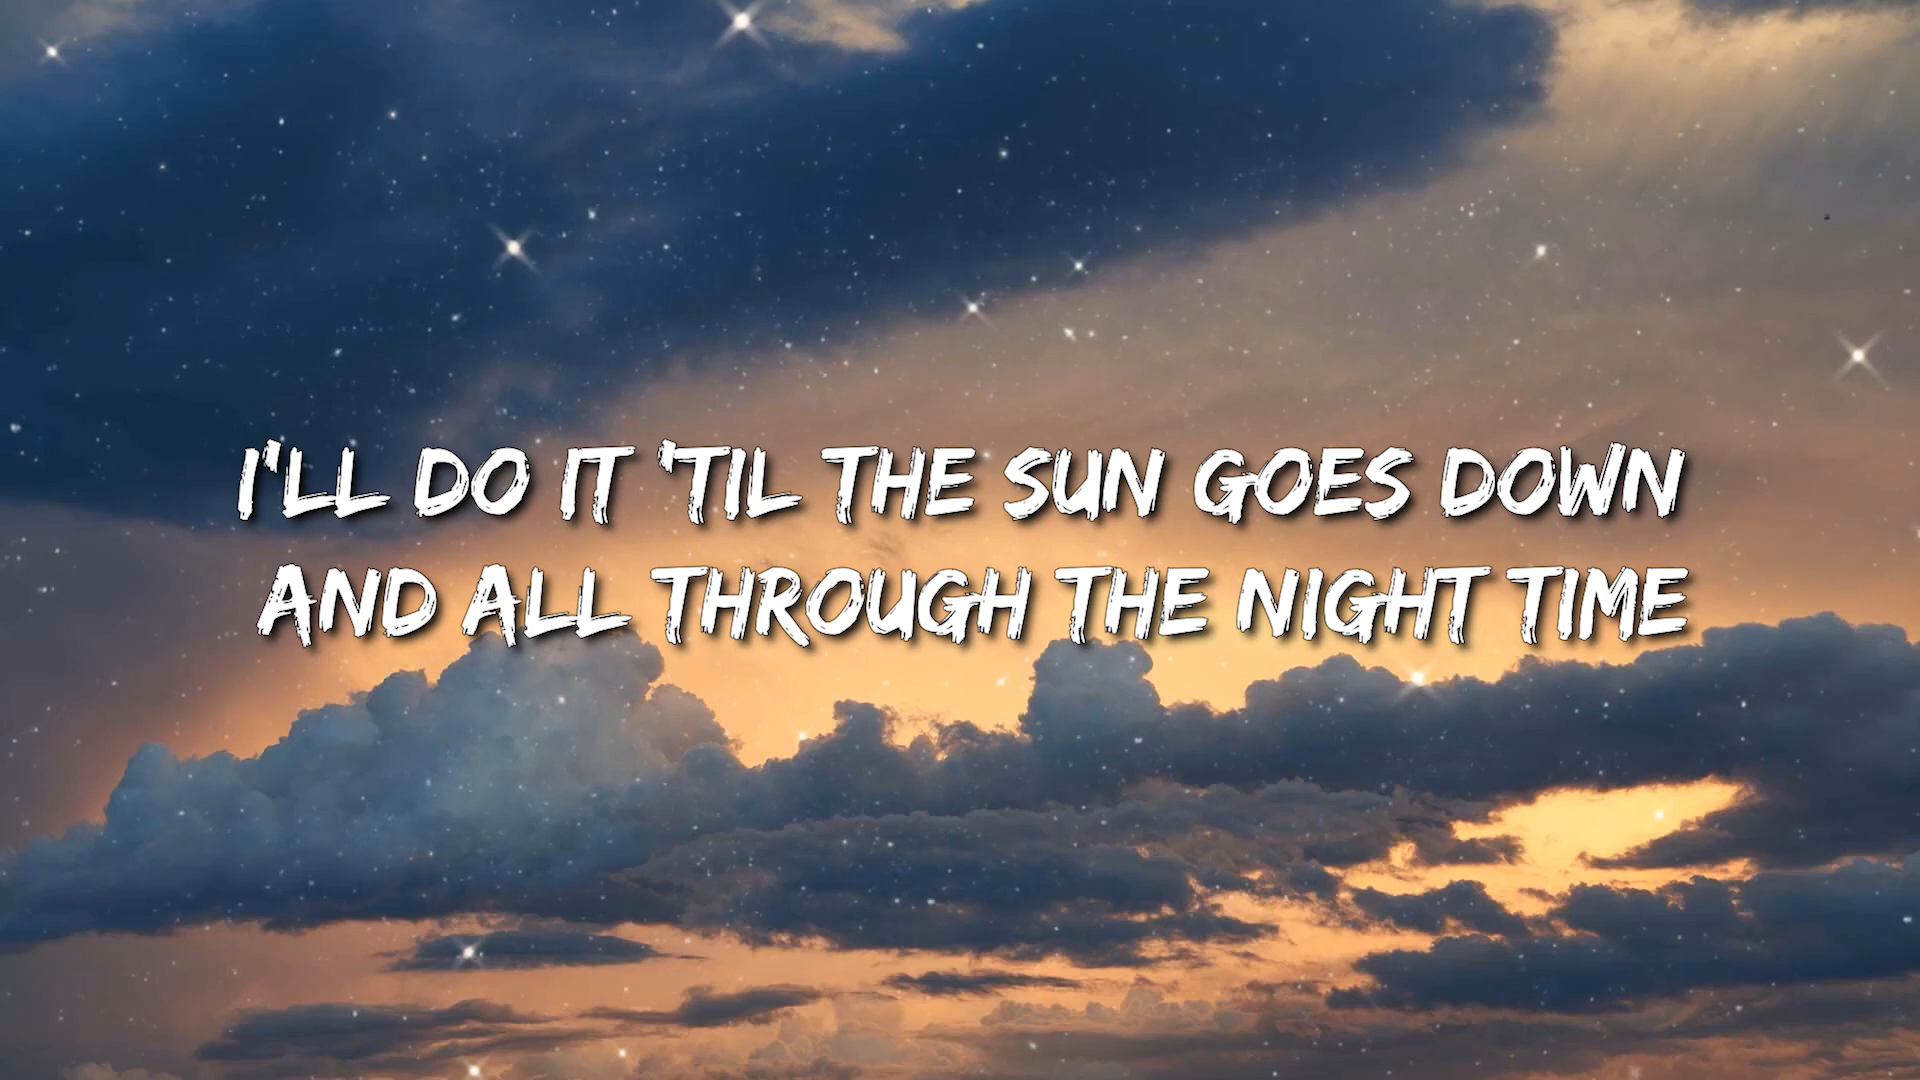 I'LL DO IT 'TIL THE SUN GOES DOWN
AND ALL THROUGH THE NIGHT TIME